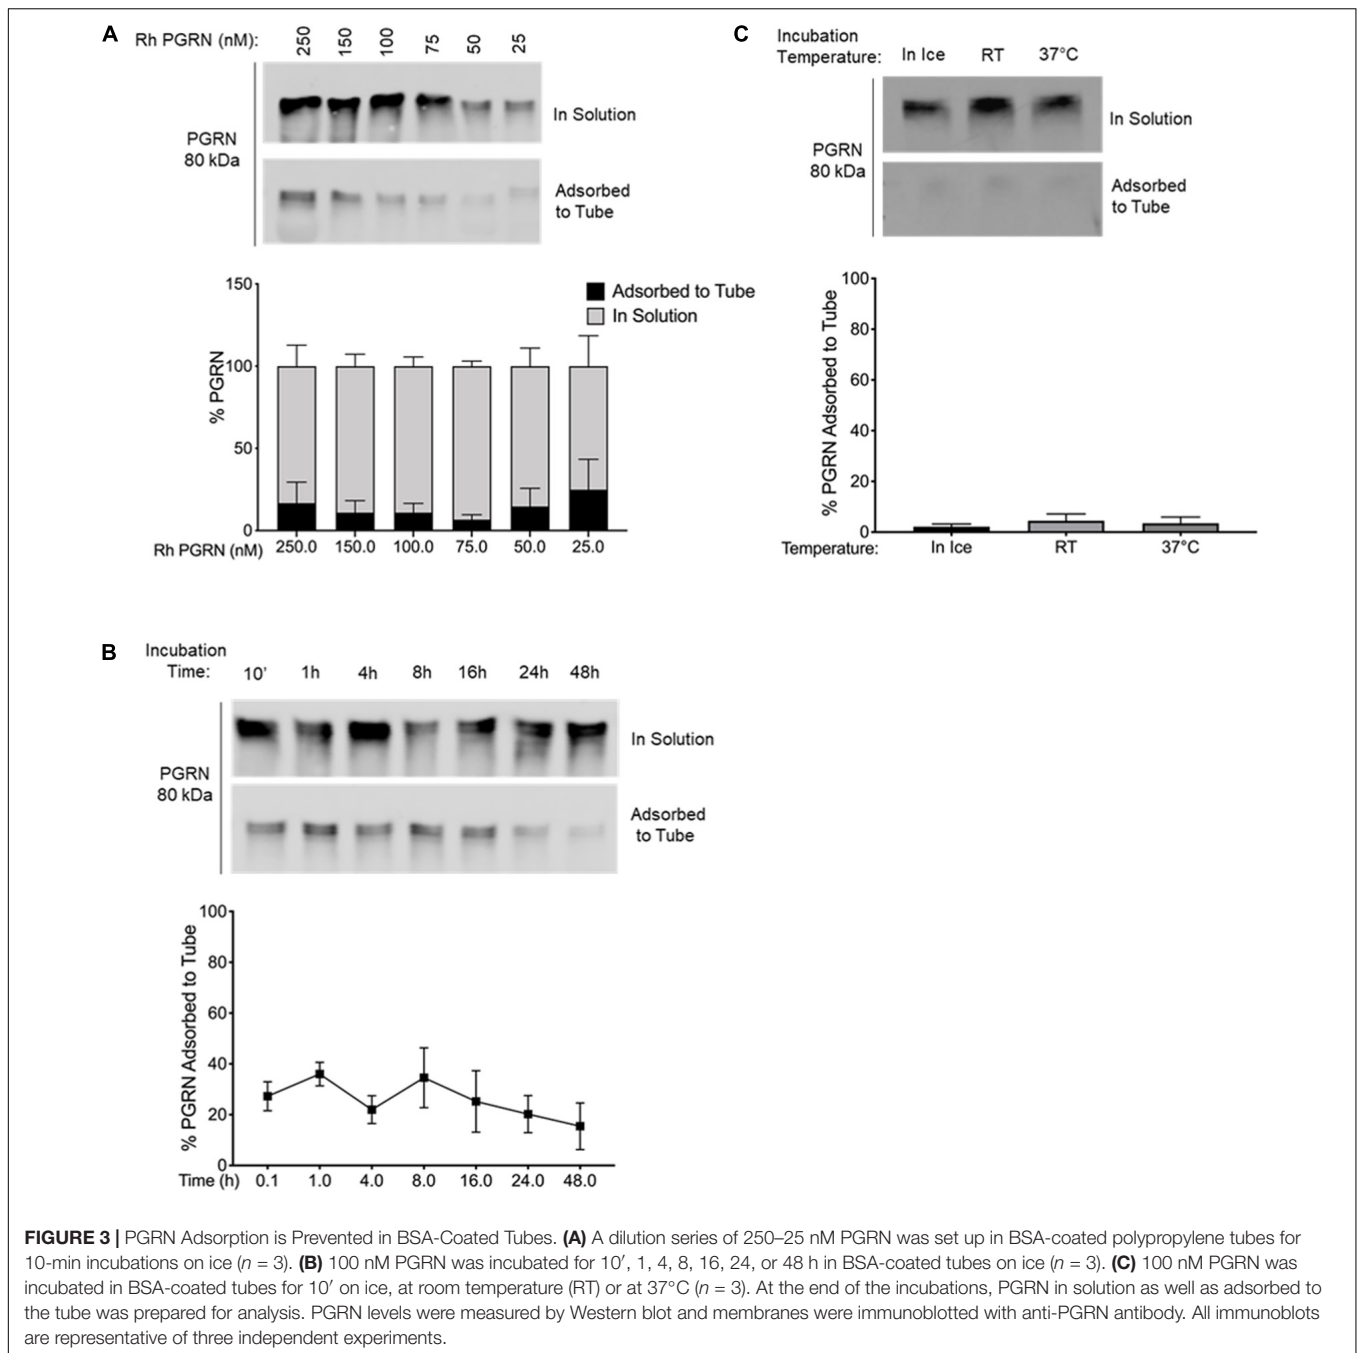 A
Rh PGRN (nM):
250
150
100
75
50
25
PGRN
80 kDa
In Solution
Adsorbed
to Tube
150
100
50
0
% PGRN
Adsorbed to Tube
In Solution
Rh PGRN (nM)
250.0
150.0
100.0
75.0
50.0
25.0
C
Incubation
Temperature:
In Ice
RT
37°C
PGRN
80 kDa
In Solution
Adsorbed
to Tube
100
80
60
40
20
0
% PGRN Adsorbed to Tube
Temperature:
In Ice
RT
37°C
B
Incubation
Time:
10'
1h
4h
8h
16h
24h
48h
PGRN
80 kDa
In Solution
Adsorbed
to Tube
100
80
60
40
20
0
% PGRN Adsorbed to Tube
Time (h)
0.1
1.0
4.0
8.0
16.0
24.0
48.0
FIGURE 3 | PGRN Adsorption is Prevented in BSA-Coated Tubes. (A) A dilution series of 250–25 nM PGRN was set up in BSA-coated polypropylene tubes for
10-min incubations on ice (n = 3). (B) 100 nM PGRN was incubated for 10′, 1, 4, 8, 16, 24, or 48 h in BSA-coated tubes on ice (n = 3). (C) 100 nM PGRN was
incubated in BSA-coated tubes for 10′ on ice, at room temperature (RT) or at 37°C (n = 3). At the end of the incubations, PGRN in solution as well as adsorbed to
the tube was prepared for analysis. PGRN levels were measured by Western blot and membranes were immunoblotted with anti-PGRN antibody. All immunoblots
are representative of three independent experiments.